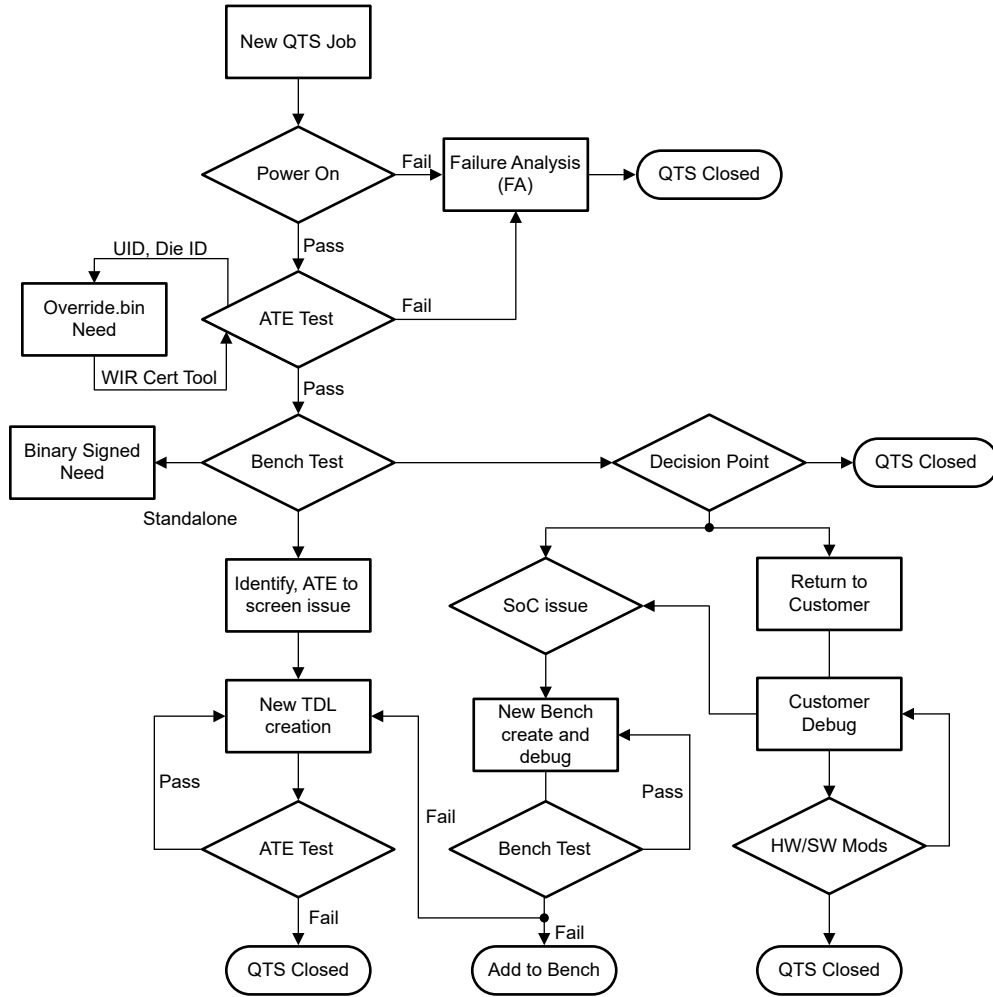 New QTS Job
Power On
Fail
Failure Analysis
(FA)
QTS Closed
Pass
UID, Die ID
Override.bin
Need
ATE Test
Fail
WIR Cert Tool
Pass
Binary Signed
Need
Bench Test
Decision Point
QTS Closed
Standalone
Identify, ATE to
screen issue
SoC issue
Return to
Customer
New TDL
creation
New Bench
create and
debug
Customer
Debug
Pass
Fail
Pass
ATE Test
Bench Test
HW/SW Mods
Fail
Fail
QTS Closed
Add to Bench
QTS Closed